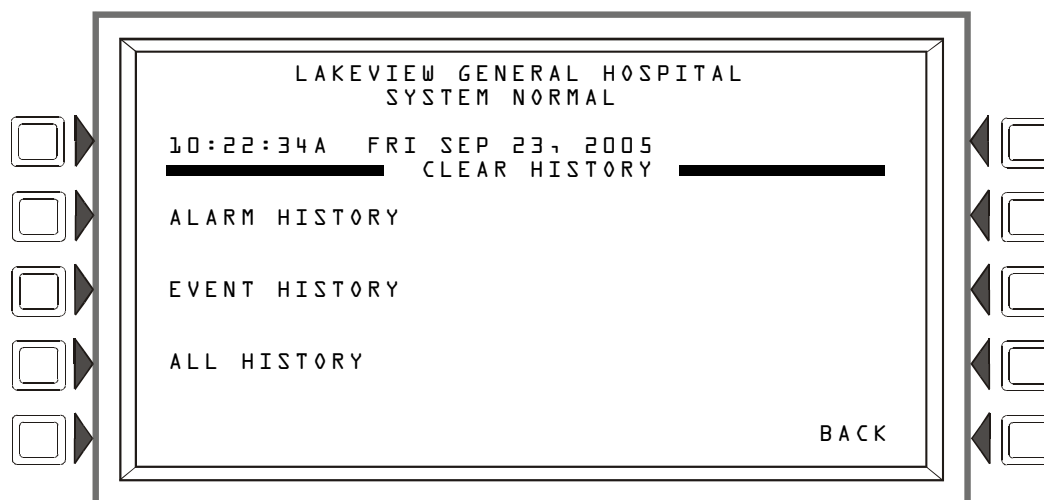 LAKEVIEW GENERAL HOSPITAL
SYSTEM NORMAL
10:22:34A FRI SEP 23, 2005
CLEAR HISTORY
ALARM HISTORY
EVENT HISTORY
ALL HISTORY
BACK